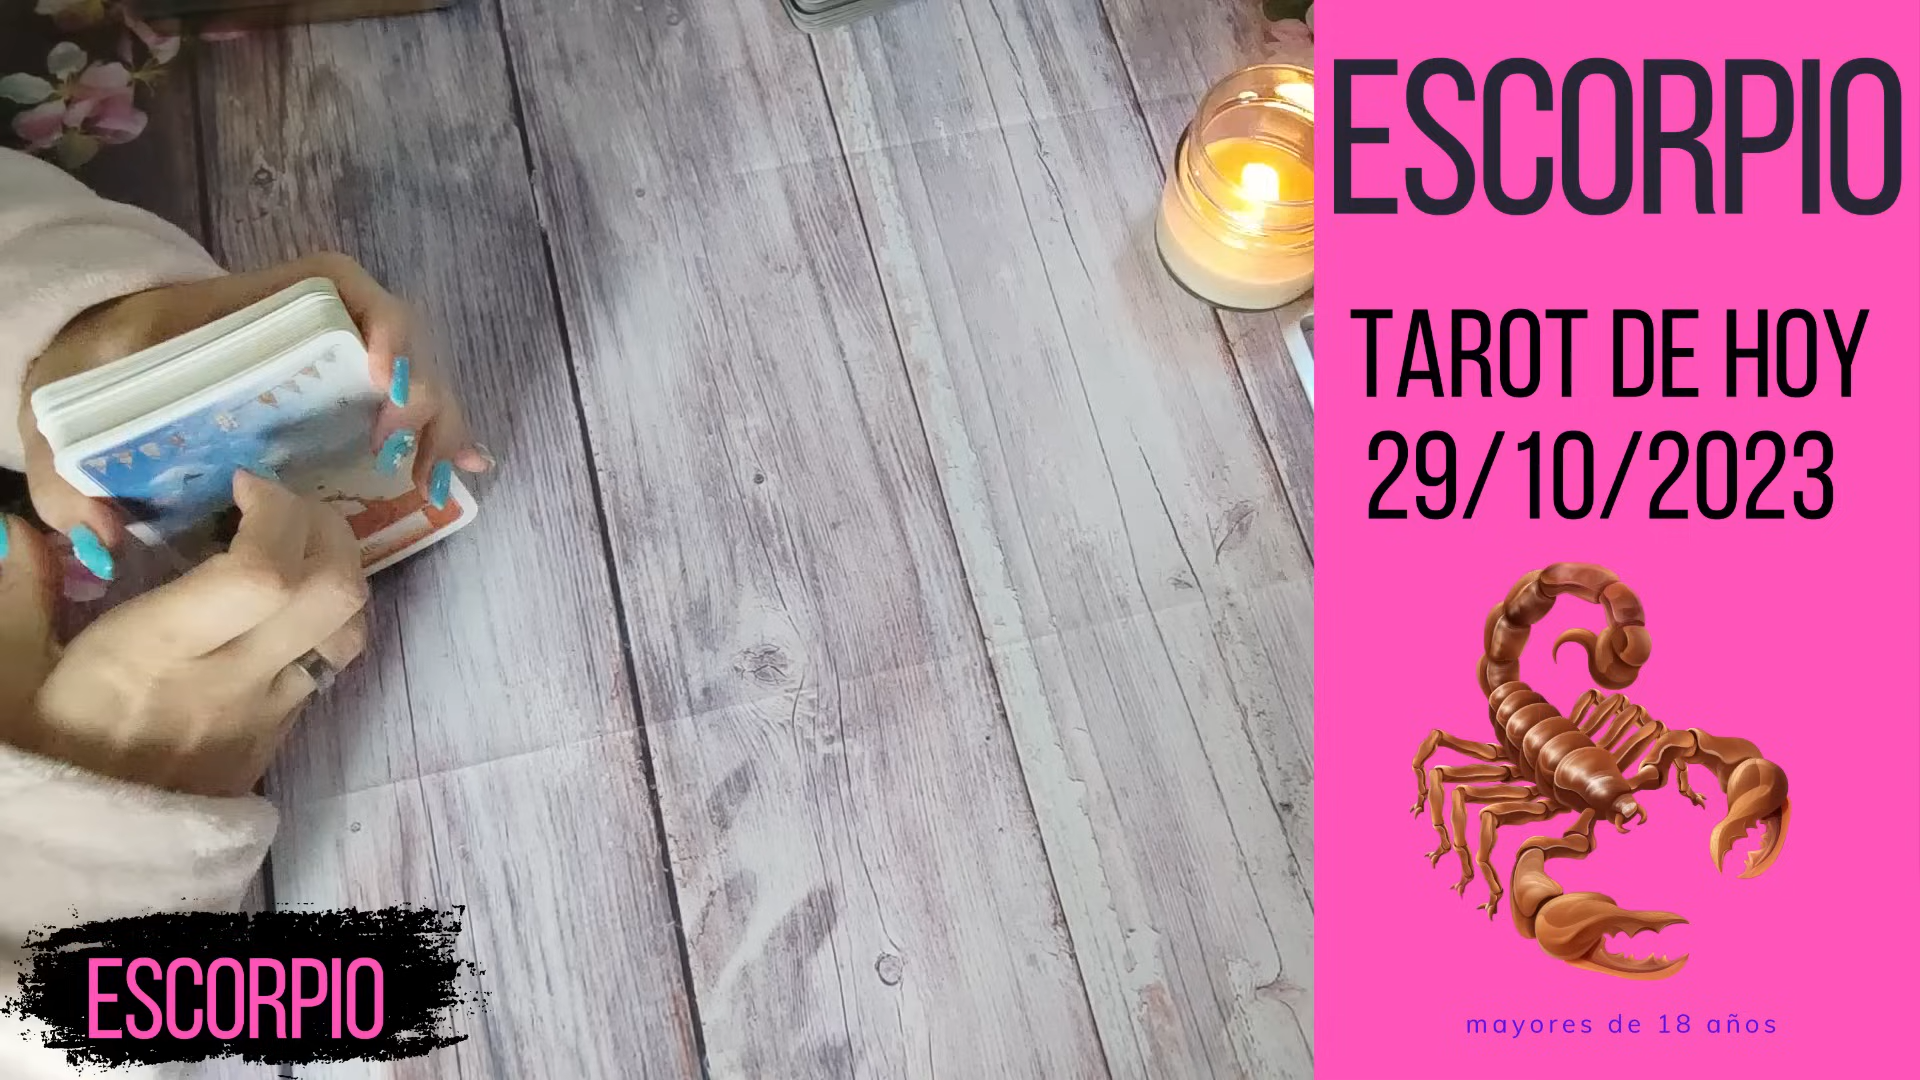 ESCORPIO
TAROT DE HOY
29/10/2023
mayores de 18 años
ESCORPIO